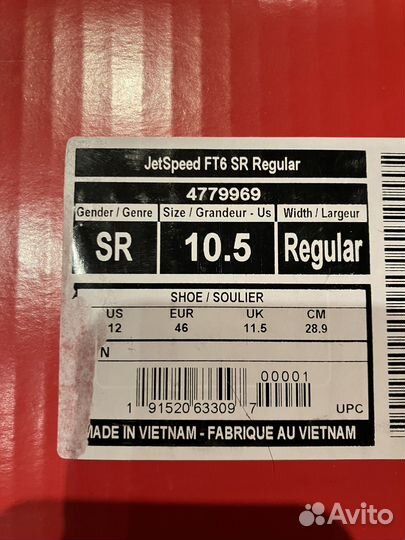 JetSpeed FT6 SR Regular
4779969
Gender / Genre Size / Grandeur - Us Width / Largeur
SR 10.5 Regular
SHOE / SOULIER
US EUR UK CM
12 46 11.5 28.9
N
00001
1 91520 63309 7 UPC
MADE IN VIETNAM - FABRIQUE AU VIETNAM
Avito